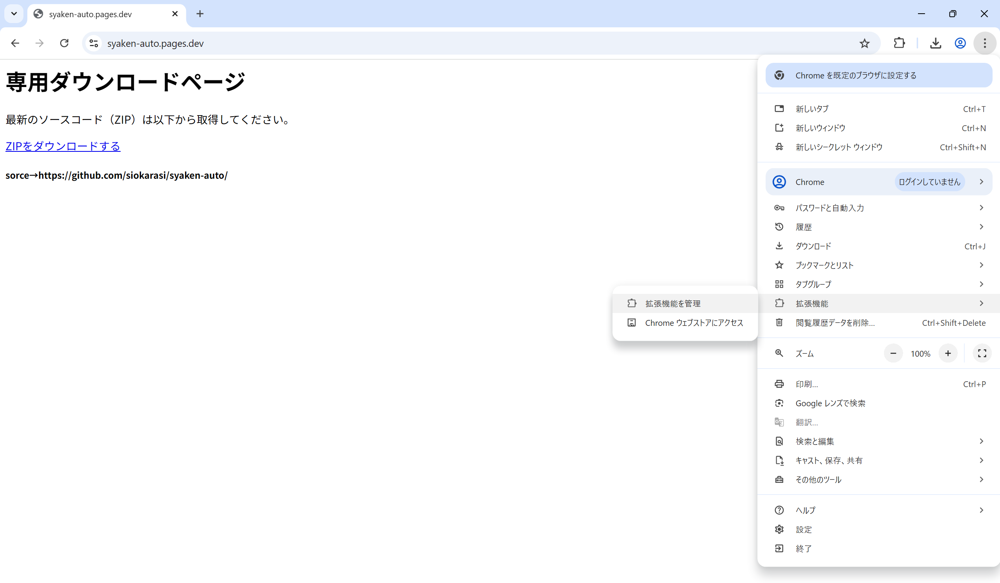 syaken-auto.pages.dev
syaken-auto.pages.dev
専用ダウンロードページ
最新のソースコード（ZIP）は以下から取得してください。
ZIPをダウンロードする
sorce→https://github.com/siokarasi/syaken-auto/
Chrome を既定のブラウザに設定する
新しいタブ Ctrl+T
新しいウィンドウ Ctrl+N
新しいシークレット ウィンドウ Ctrl+Shift+N
Chrome ログインしていません
パスワードと自動入力
履歴
ダウンロード Ctrl+J
ブックマークとリスト
タブグループ
拡張機能
拡張機能を管理
Chrome ウェブストアにアクセス
閲覧履歴データを削除... Ctrl+Shift+Delete
ズーム 100%
印刷... Ctrl+P
Google レンズで検索
翻訳...
検索と編集
キャスト、保存、共有
その他のツール
ヘルプ
設定
終了